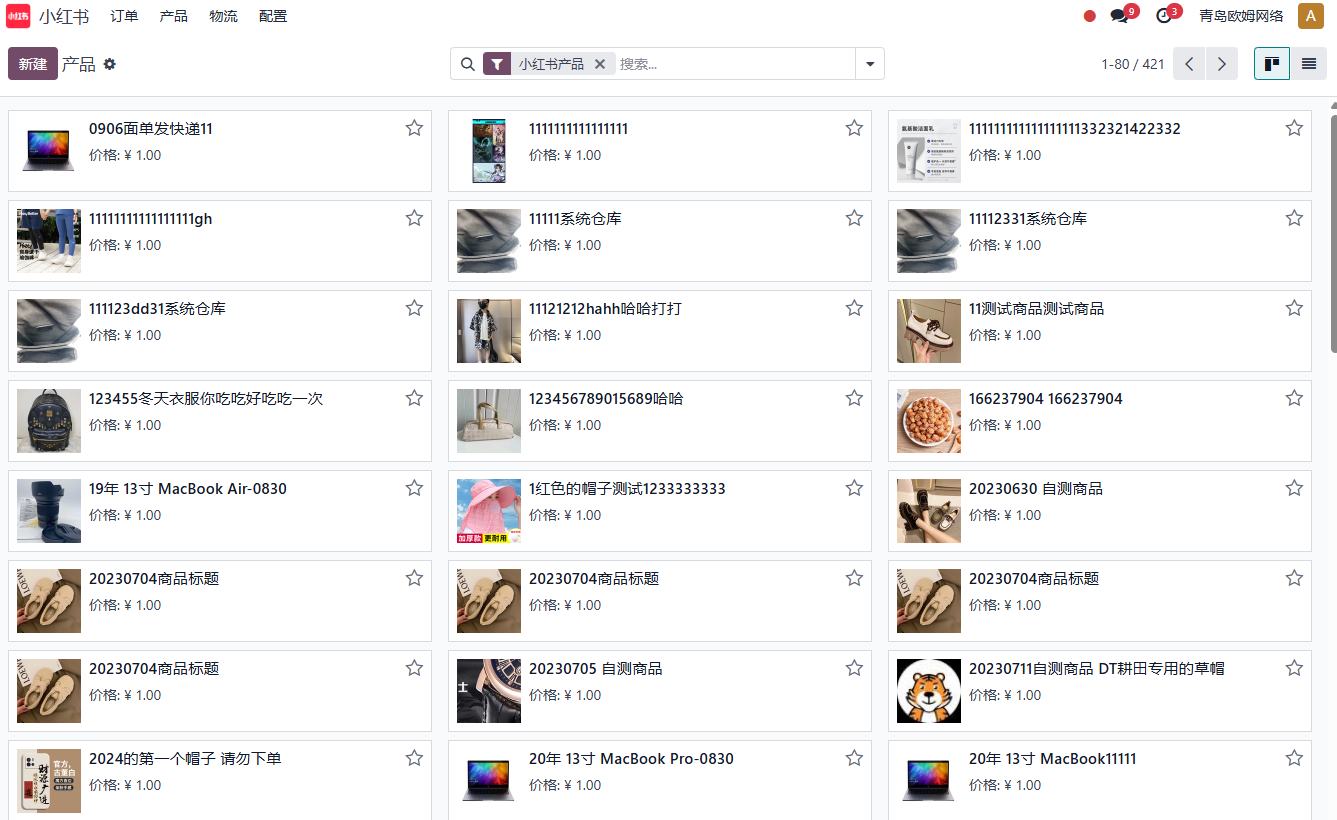 小红书 小红书 订单 产品 物流 配置 9 3 青岛欧姆网络 A
新建 产品 小红书产品 搜索... 1-80 / 421
0906面单发快递11
价格: ¥ 1.00
1111111111111111
价格: ¥ 1.00
氨基酸洁面乳
价格: ¥ 1.00
11111111111111111gh
价格: ¥ 1.00
11111系统仓库
价格: ¥ 1.00
11112331系统仓库
价格: ¥ 1.00
111123dd31系统仓库
价格: ¥ 1.00
11121212hahh哈哈打打
价格: ¥ 1.00
11测试商品测试商品
价格: ¥ 1.00
123455冬天衣服你吃吃好吃吃一次
价格: ¥ 1.00
123456789015689哈哈
价格: ¥ 1.00
166237904 166237904
价格: ¥ 1.00
19年 13寸 MacBook Air-0830
价格: ¥ 1.00
加厚款 更耐用
1红色的帽子测试1233333333
价格: ¥ 1.00
20230630 自测商品
价格: ¥ 1.00
LOEWE
20230704商品标题
价格: ¥ 1.00
LOEWE
20230704商品标题
价格: ¥ 1.00
LOEWE
20230704商品标题
价格: ¥ 1.00
LOEWE
20230704商品标题
价格: ¥ 1.00
20230705 自测商品
价格: ¥ 1.00
20230711自测商品 DT耕田专用的草帽
价格: ¥ 1.00
2024的第一个帽子 请勿下单
价格: ¥ 1.00
20年 13寸 MacBook Pro-0830
价格: ¥ 1.00
20年 13寸 MacBook11111
价格: ¥ 1.00